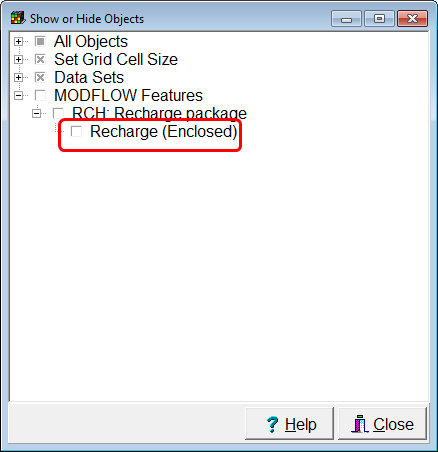 Show or Hide Objects
All Objects
Set Grid Cell Size
Data Sets
MODFLOW Features
RCH: Recharge package
Recharge (Enclosed)
Help
Close